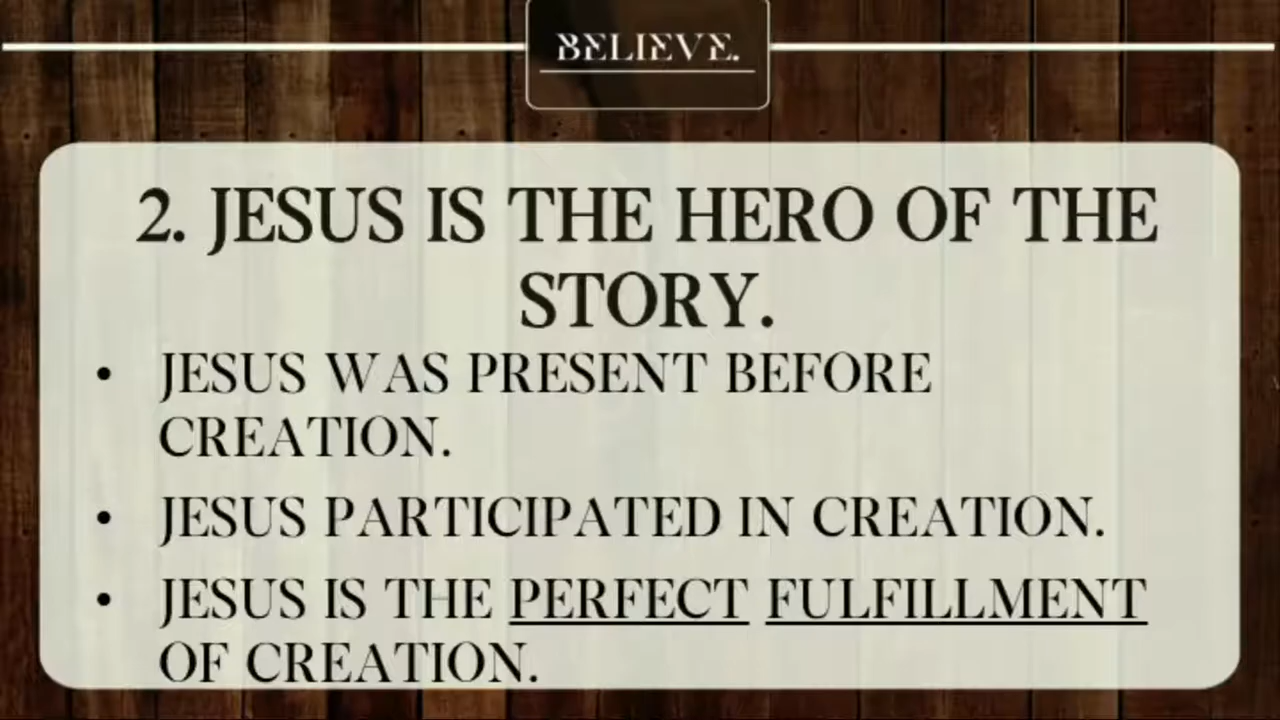 BELIEVE.
2. JESUS IS THE HERO OF THE
STORY.
• JESUS WAS PRESENT BEFORE
CREATION.
• JESUS PARTICIPATED IN CREATION.
• JESUS IS THE PERFECT FULFILLMENT
OF CREATION.